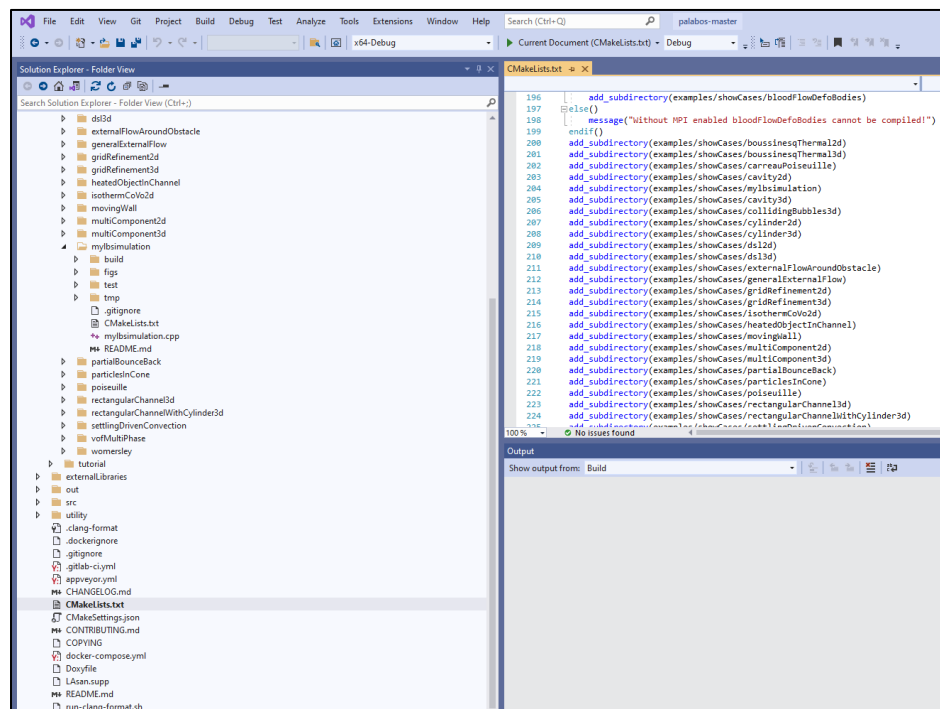 File Edit View Git Project Build Debug Test Analyze Tools Extensions Window Help Search (Ctrl+Q) palabos-master
x64-Debug Current Document (CMakeLists.txt) Debug
Solution Explorer - Folder View
Search Solution Explorer - Folder View (Ctrl+;)
dsl3d
externalFlowAroundObstacle
generalExternalFlow
gridRefinement2d
gridRefinement3d
heatedObjectInChannel
isothermCoVo2d
movingWall
multiComponent2d
multiComponent3d
mylbsimulation
build
figs
test
tmp
.gitignore
CMakeLists.txt
mylbsimulation.cpp
README.md
partialBounceBack
particlesInCone
poiseuille
rectangularChannel3d
rectangularChannelWithCylinder3d
settlingDrivenConvection
vofMultiPhase
womersley
tutorial
externalLibraries
out
src
utility
.clang-format
.dockerignore
.gitignore
.gitlab-ci.yml
appveyor.yml
CHANGELOG.md
CMakeLists.txt
CMakeSettings.json
CONTRIBUTING.md
COPYING
docker-compose.yml
Doxyfile
LAsan.supp
README.md
run-clang-format.sh
CMakeLists.txt
196 add_subdirectory(examples/showCases/bloodFlowDefoBodies)
197 else()
198 message("Without MPI enabled bloodFlowDefoBodies cannot be compiled!")
199 endif()
200 add_subdirectory(examples/showCases/boussinesqThermal2d)
201 add_subdirectory(examples/showCases/boussinesqThermal3d)
202 add_subdirectory(examples/showCases/carreauPoiseuille)
203 add_subdirectory(examples/showCases/cavity2d)
204 add_subdirectory(examples/showCases/mylbsimulation)
205 add_subdirectory(examples/showCases/cavity3d)
206 add_subdirectory(examples/showCases/collidingBubbles3d)
207 add_subdirectory(examples/showCases/cylinder2d)
208 add_subdirectory(examples/showCases/cylinder3d)
209 add_subdirectory(examples/showCases/dsl2d)
210 add_subdirectory(examples/showCases/dsl3d)
211 add_subdirectory(examples/showCases/externalFlowAroundObstacle)
212 add_subdirectory(examples/showCases/generalExternalFlow)
213 add_subdirectory(examples/showCases/gridRefinement2d)
214 add_subdirectory(examples/showCases/gridRefinement3d)
215 add_subdirectory(examples/showCases/isothermCoVo2d)
216 add_subdirectory(examples/showCases/heatedObjectInChannel)
217 add_subdirectory(examples/showCases/movingWall)
218 add_subdirectory(examples/showCases/multiComponent2d)
219 add_subdirectory(examples/showCases/multiComponent3d)
220 add_subdirectory(examples/showCases/partialBounceBack)
221 add_subdirectory(examples/showCases/particlesInCone)
222 add_subdirectory(examples/showCases/poiseuille)
223 add_subdirectory(examples/showCases/rectangularChannel3d)
224 add_subdirectory(examples/showCases/rectangularChannelWithCylinder3d)
225 add_subdirectory(examples/showCases/settlingDrivenConvection)
100 % No issues found
Output
Show output from: Build